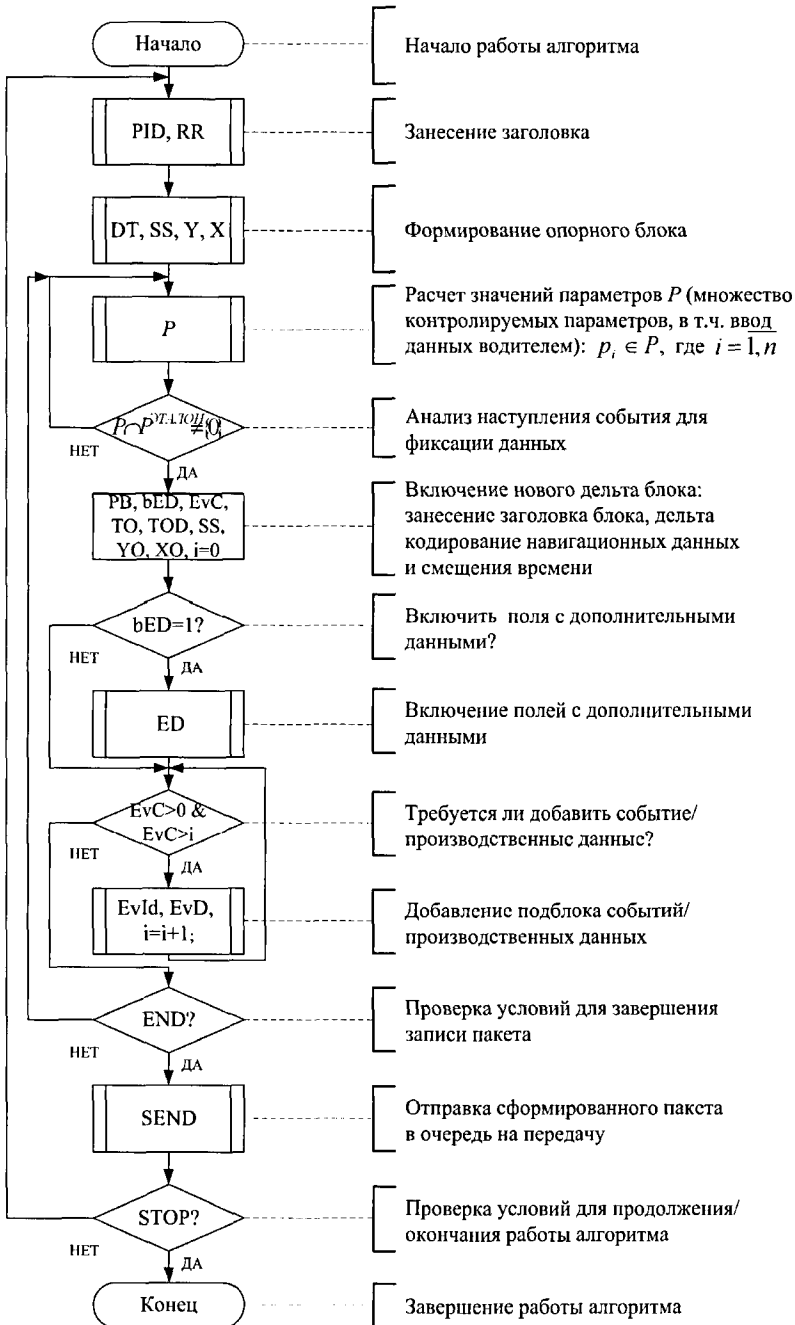 Начало
Начало работы алгоритма
PID, RR
Занесение заголовка
DT, SS, Y, X
Формирование опорного блока
P
Расчет значений параметров P (множество
контролируемых параметров, в т.ч. ввод
данных водителем): p_i ∈ P, где i = 1,n
P∩P^ЭТАЛОН≠{0}
НЕТ
ДА
Анализ наступления события для
фиксации данных
PB, bED, EvC,
TO, TOD, SS,
YO, XO, i=0
Включение нового дельта блока:
занесение заголовка блока, дельта
кодирование навигационных данных
и смещения времени
bED=1?
НЕТ
ДА
Включить поля с дополнительными
данными?
ED
Включение полей с дополнительными
данными
EvC>0 &
EvC>i
НЕТ
ДА
Требуется ли добавить событие/
производственные данные?
EvId, EvD,
i=i+1;
Добавление подблока событий/
производственных данных
END?
НЕТ
ДА
Проверка условий для завершения
записи пакета
SEND
Отправка сформированного пакета
в очередь на передачу
STOP?
НЕТ
ДА
Проверка условий для продолжения/
окончания работы алгоритма
Конец
Завершение работы алгоритма